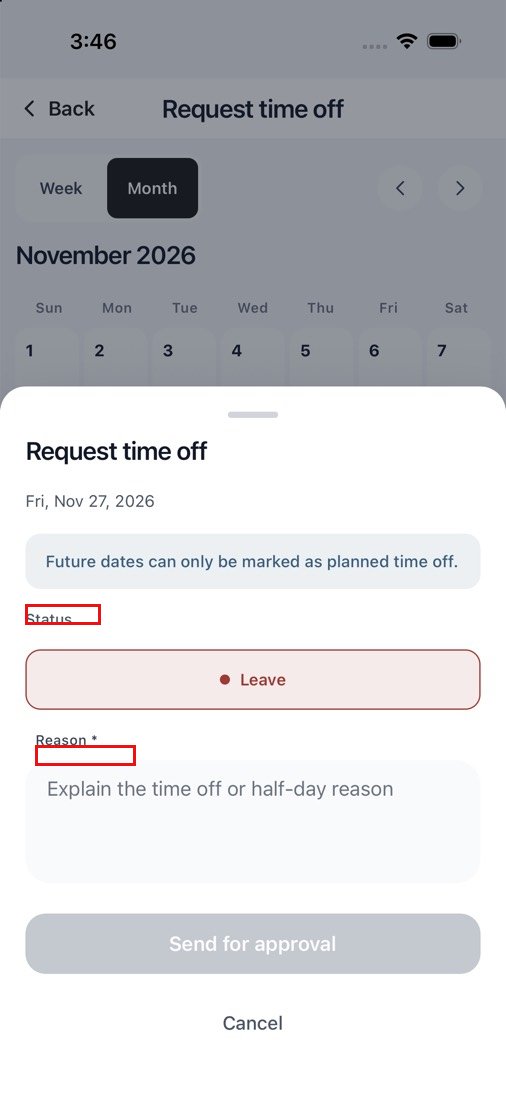 3:46
Back
Request time off
Week
Month
November 2026
Sun Mon Tue Wed Thu Fri Sat
1 2 3 4 5 6 7
Request time off
Fri, Nov 27, 2026
Future dates can only be marked as planned time off.
Status
Leave
Reason *
Explain the time off or half-day reason
Send for approval
Cancel